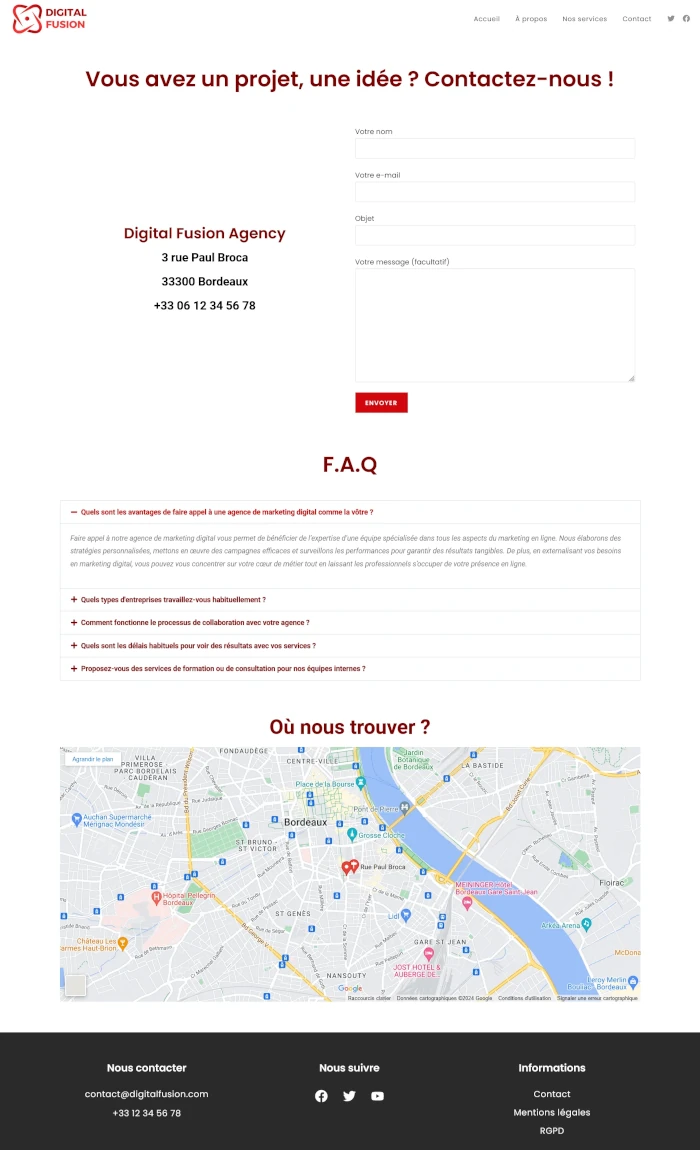 DIGITAL
FUSION
Accueil
À propos
Nos services
Contact
Vous avez un projet, une idée ? Contactez-nous !
Votre nom
Votre e-mail
Objet
Votre message (facultatif)
Digital Fusion Agency
3 rue Paul Broca
33300 Bordeaux
+33 06 12 34 56 78
ENVOYER
F.A.Q
Quels sont les avantages de faire appel à une agence de marketing digital comme la vôtre ?
Faire appel à notre agence de marketing digital vous permet de bénéficier de l'expertise d'une équipe spécialisée dans tous les aspects du marketing en ligne. Nous élaborons des
stratégies personnalisées, mettons en œuvre des campagnes efficaces et surveillons les performances pour garantir des résultats tangibles. De plus, en externalisant vos besoins
en marketing digital, vous pouvez vous concentrer sur votre cœur de métier tout en laissant les professionnels s'occuper de votre présence en ligne.
Quels types d'entreprises travaillez-vous habituellement ?
Comment fonctionne le processus de collaboration avec votre agence ?
Quels sont les délais habituels pour voir des résultats avec vos services ?
Proposez-vous des services de formation ou de consultation pour nos équipes internes ?
Où nous trouver ?
Agrandir le plan
VILLA
PRIMEROSE
PARC BORDELAIS
CAUDÉRAN
FONDAUDÈGE
CENTRE-VILLE
Jardin
Botanique
de Bordeaux
LA BASTIDE
Place de la Bourse
Pont de Pierre
Auchan Supermarché
Mérignac Mondésir
Bordeaux
Grosse Cloche
ST BRUNO -
ST VICTOR
Rue Paul Broca
Hôpital Pellegrin
Bordeaux
MEININGER Hôtel
Bordeaux Gare Saint-Jean
Floirac
ST GENÈS
Lidl
Arkéa Arena
Château Les
Carmes Haut-Brion
GARE ST JEAN
McDona
JOST HOTEL &
AUBERGE DE...
NANSOUTY
Leroy Merlin
Google
Raccourcis clavier
Données cartographiques ©2024 Google
Conditions d'utilisation
Signaler une erreur cartographique
Nous contacter
contact@digitalfusion.com
+33 12 34 56 78
Nous suivre
Informations
Contact
Mentions légales
RGPD